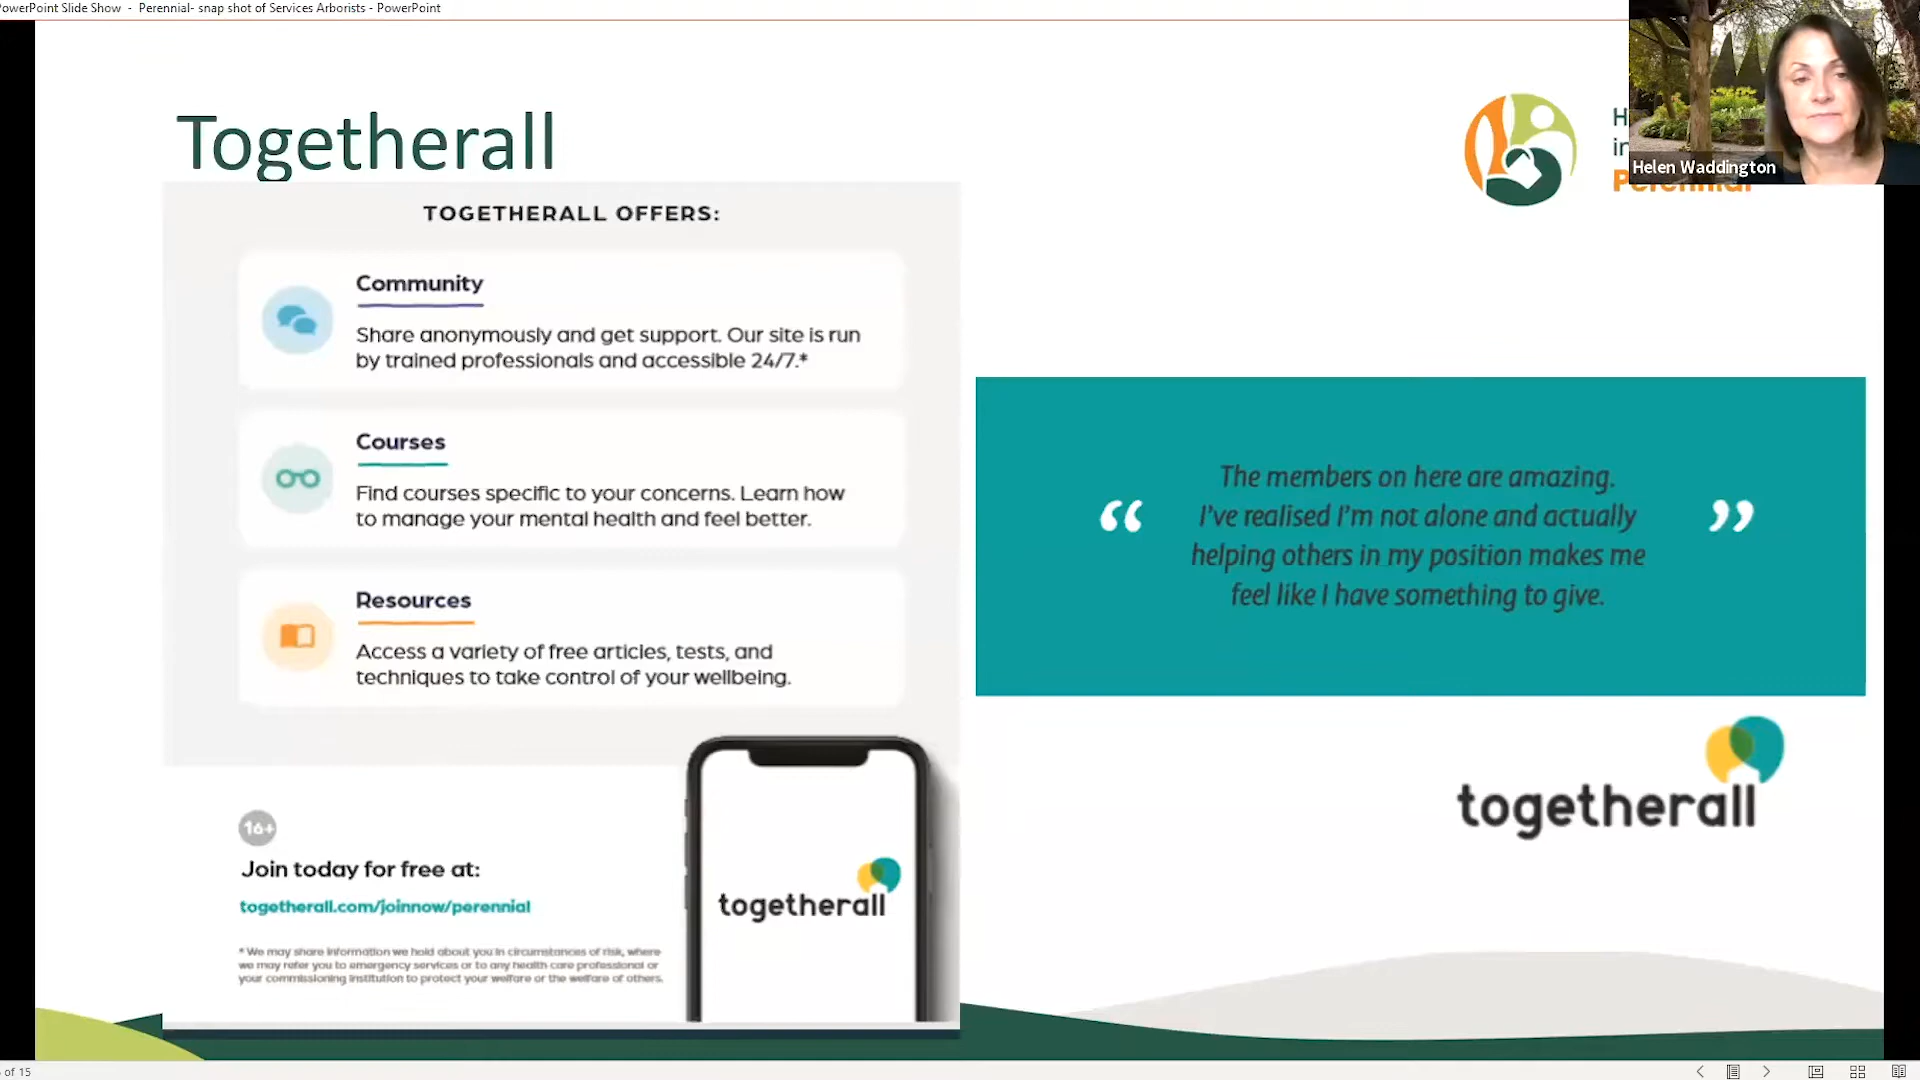 PowerPoint Slide Show - Perennial- snap shot of Services Arborists - PowerPoint
Togetherall
Helen Waddington
Perennial
TOGETHERALL OFFERS:
Community
Share anonymously and get support. Our site is run
by trained professionals and accessible 24/7.*
Courses
Find courses specific to your concerns. Learn how
to manage your mental health and feel better.
Resources
Access a variety of free articles, tests, and
techniques to take control of your wellbeing.
16+
Join today for free at:
togetherall.com/joinnow/perennial
* We may share information we hold about you in circumstances of risk, where
we may refer you to emergency services or to any health care professional or
your commissioning institution to protect your welfare or the welfare of others.
togetherall
“ The members on here are amazing.
I’ve realised I’m not alone and actually
helping others in my position makes me
feel like I have something to give. ”
togetherall
of 15